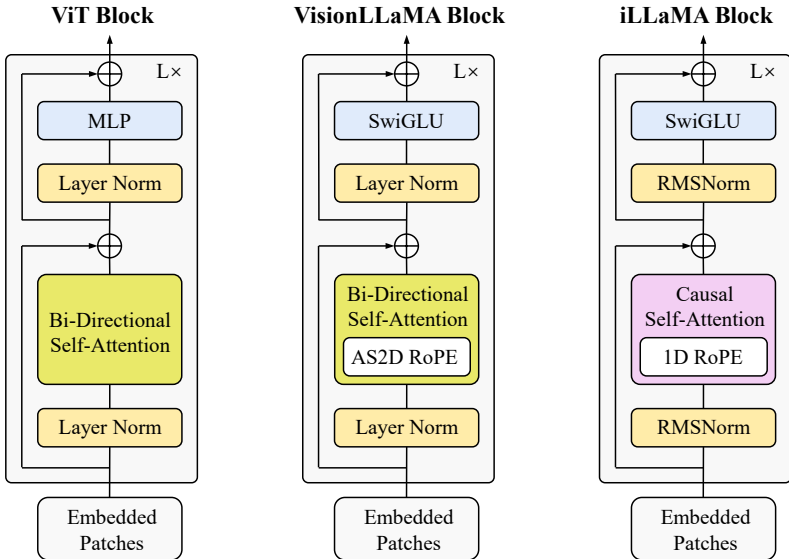 ViT Block
L×
MLP
Layer Norm
Bi-Directional
Self-Attention
Layer Norm
Embedded
Patches
VisionLLaMA Block
L×
SwiGLU
Layer Norm
Bi-Directional
Self-Attention
AS2D RoPE
Layer Norm
Embedded
Patches
iLLaMA Block
L×
SwiGLU
RMSNorm
Causal
Self-Attention
1D RoPE
RMSNorm
Embedded
Patches